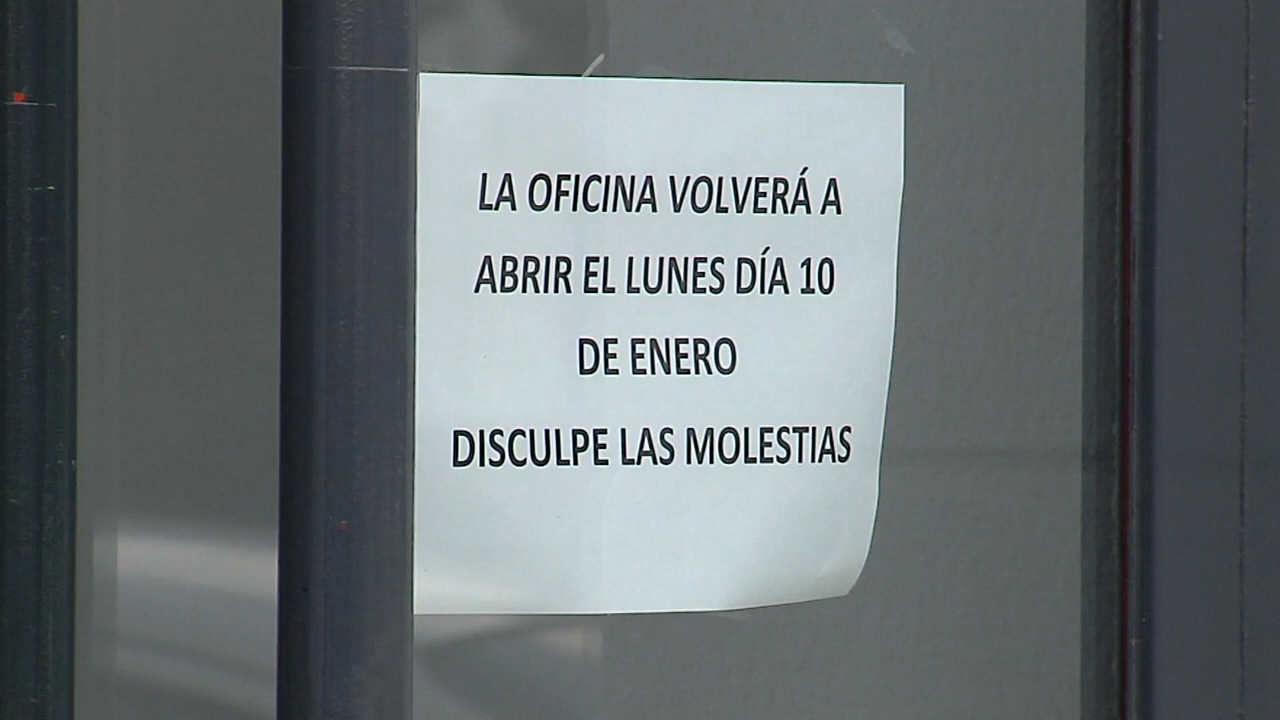 LA OFICINA VOLVERÁ A
ABRIR EL LUNES DÍA 10
DE ENERO
DISCULPE LAS MOLESTIAS